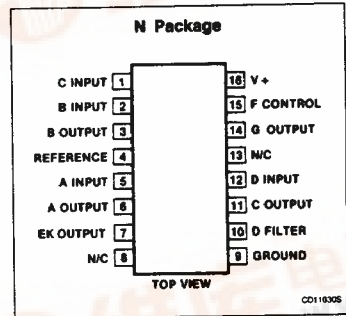 N Package
C INPUT 1
B INPUT 2
B OUTPUT 3
REFERENCE 4
A INPUT 5
A OUTPUT 6
EK OUTPUT 7
N/C 8
16 V +
15 F CONTROL
14 G OUTPUT
13 N/C
12 D INPUT
11 C OUTPUT
10 D FILTER
9 GROUND
TOP VIEW
CD11630S